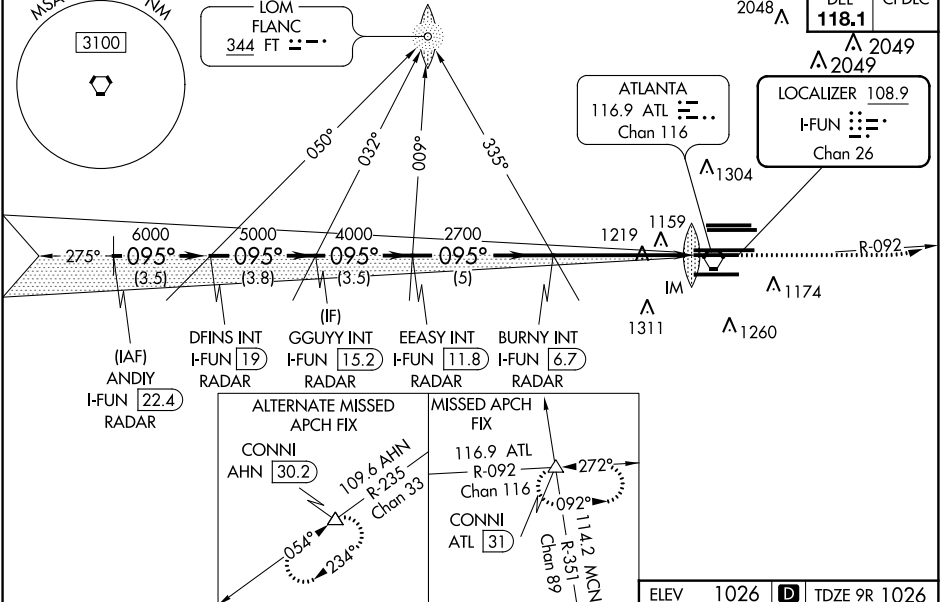 MSA
NM
3100
LOM
FLANC
344 FT
2048
118.1
CPDLC
2049
2049
ATLANTA
116.9 ATL
Chan 116
LOCALIZER 108.9
I-FUN
Chan 26
1304
050°
032°
009°
335°
6000
5000
4000
2700
275°
095°
095°
095°
095°
(3.5)
(3.8)
(3.5)
(5)
1219
1159
IM
R-092
1174
1311
1260
(IAF)
ANDIY
I-FUN 22.4
RADAR
DFINS INT
I-FUN 19
RADAR
(IF)
GGUYY INT
I-FUN 15.2
RADAR
EEASY INT
I-FUN 11.8
RADAR
BURNY INT
I-FUN 6.7
RADAR
ALTERNATE MISSED
APCH FIX
CONNI
AHN 30.2
109.6 AHN
R-235
Chan 33
054°
234°
MISSED APCH
FIX
116.9 ATL
R-092
Chan 116
272°
092°
CONNI
ATL 31
114.2 MCN
R-351
Chan 89
ELEV 1026 D TDZE 9R 1026